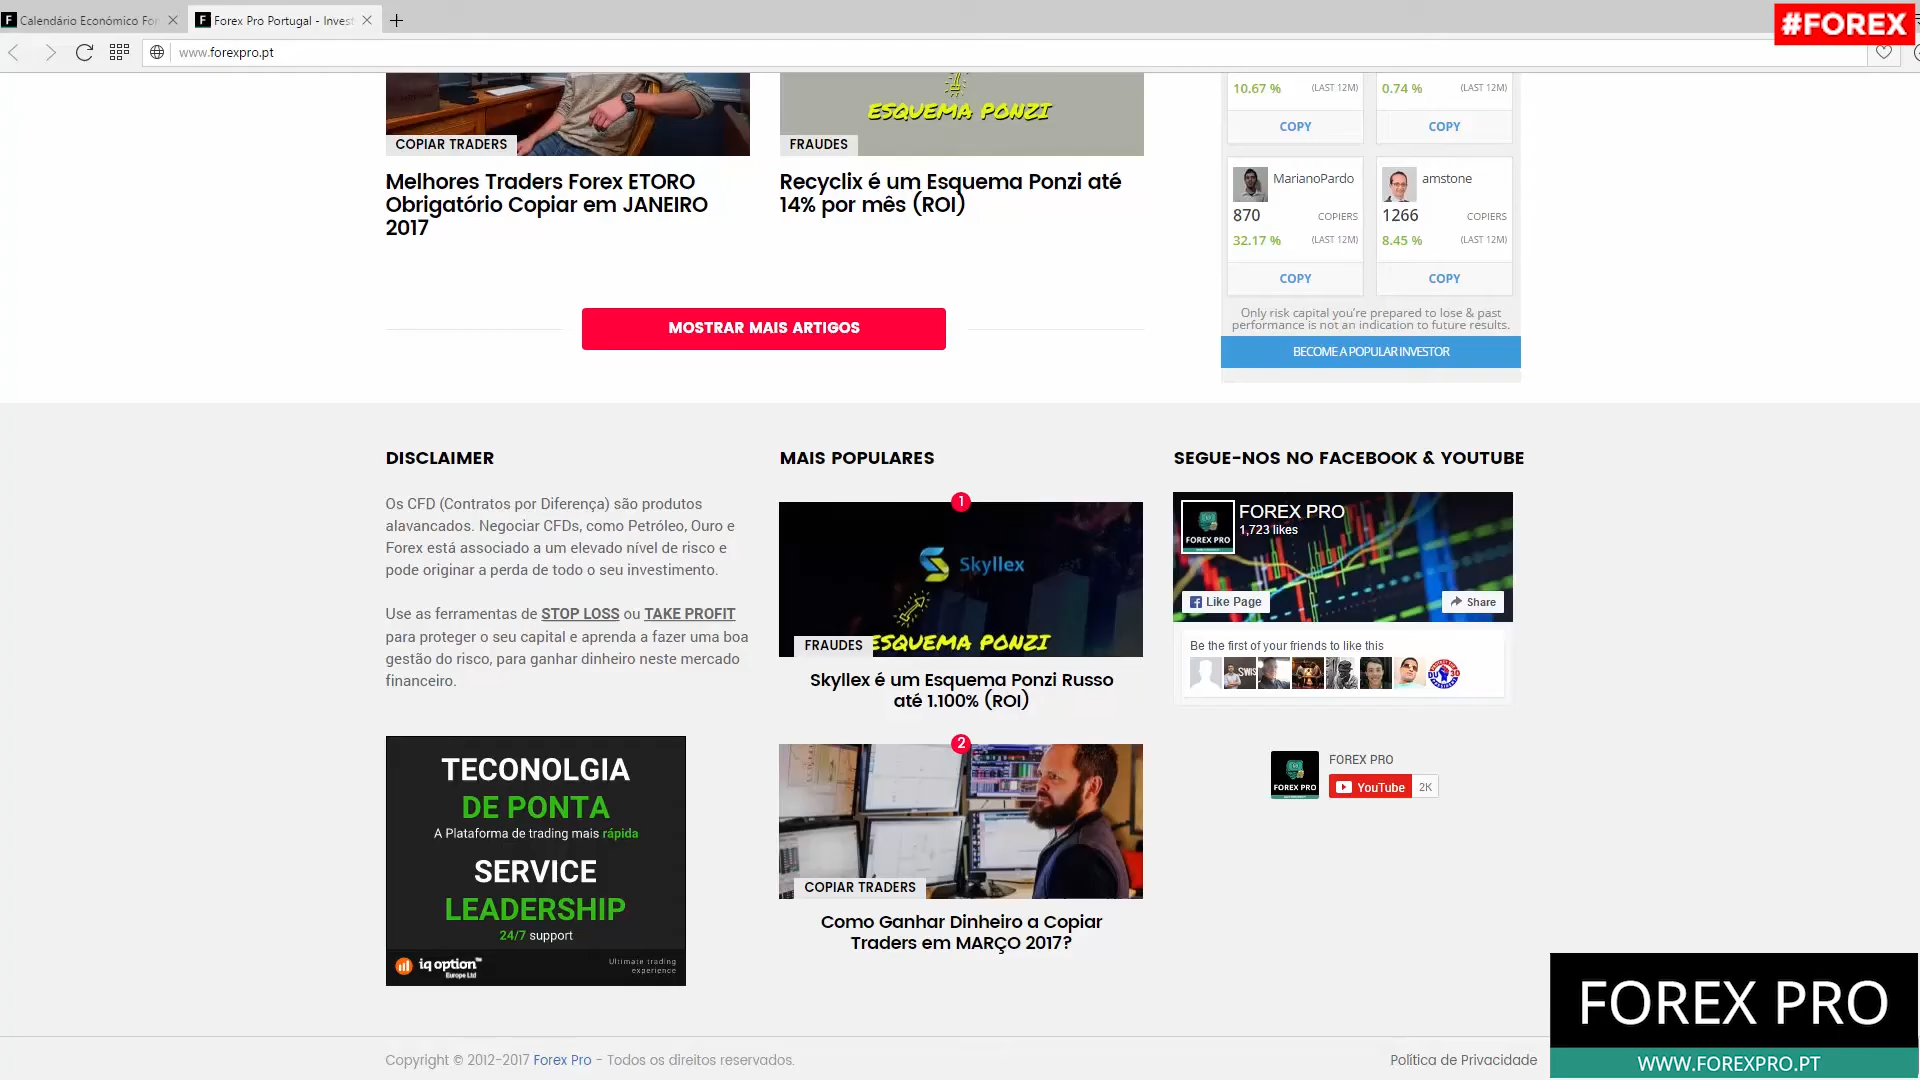 Calendário Económico For
Forex Pro Portugal - Invest
#FOREX
www.forexpro.pt
COPIAR TRADERS
Melhores Traders Forex ETORO
Obrigatório Copiar em JANEIRO
2017
ESQUEMA PONZI
FRAUDES
Recyclix é um Esquema Ponzi até
14% por mês (ROI)
10.67 % (LAST 12M)
0.74 % (LAST 12M)
COPY
COPY
MarianoPardo
870 COPIERS
32.17 % (LAST 12M)
COPY
amstone
1266 COPIERS
8.45 % (LAST 12M)
COPY
Only risk capital you're prepared to lose & past
performance is not an indication to future results.
BECOME A POPULAR INVESTOR
MOSTRAR MAIS ARTIGOS
DISCLAIMER
Os CFD (Contratos por Diferença) são produtos
alavancados. Negociar CFDs, como Petróleo, Ouro e
Forex está associado a um elevado nível de risco e
pode originar a perda de todo o seu investimento.
Use as ferramentas de STOP LOSS ou TAKE PROFIT
para proteger o seu capital e aprenda a fazer uma boa
gestão do risco, para ganhar dinheiro neste mercado
financeiro.
TECONOLGIA
DE PONTA
A Plataforma de trading mais rápida
SERVICE
LEADERSHIP
24/7 support
iq option™
Europe Ltd
Ultimate trading
experience
MAIS POPULARES
1
Skyllex
ESQUEMA PONZI
FRAUDES
Skyllex é um Esquema Ponzi Russo
até 1.100% (ROI)
2
COPIAR TRADERS
Como Ganhar Dinheiro a Copiar
Traders em MARÇO 2017?
SEGUE-NOS NO FACEBOOK & YOUTUBE
FOREX PRO
FOREX PRO
1,723 likes
Like Page
Share
Be the first of your friends to like this
FOREX PRO
FOREX PRO
YouTube 2K
Copyright © 2012-2017 Forex Pro - Todos os direitos reservados.
Política de Privacidade
FOREX PRO
WWW.FOREXPRO.PT